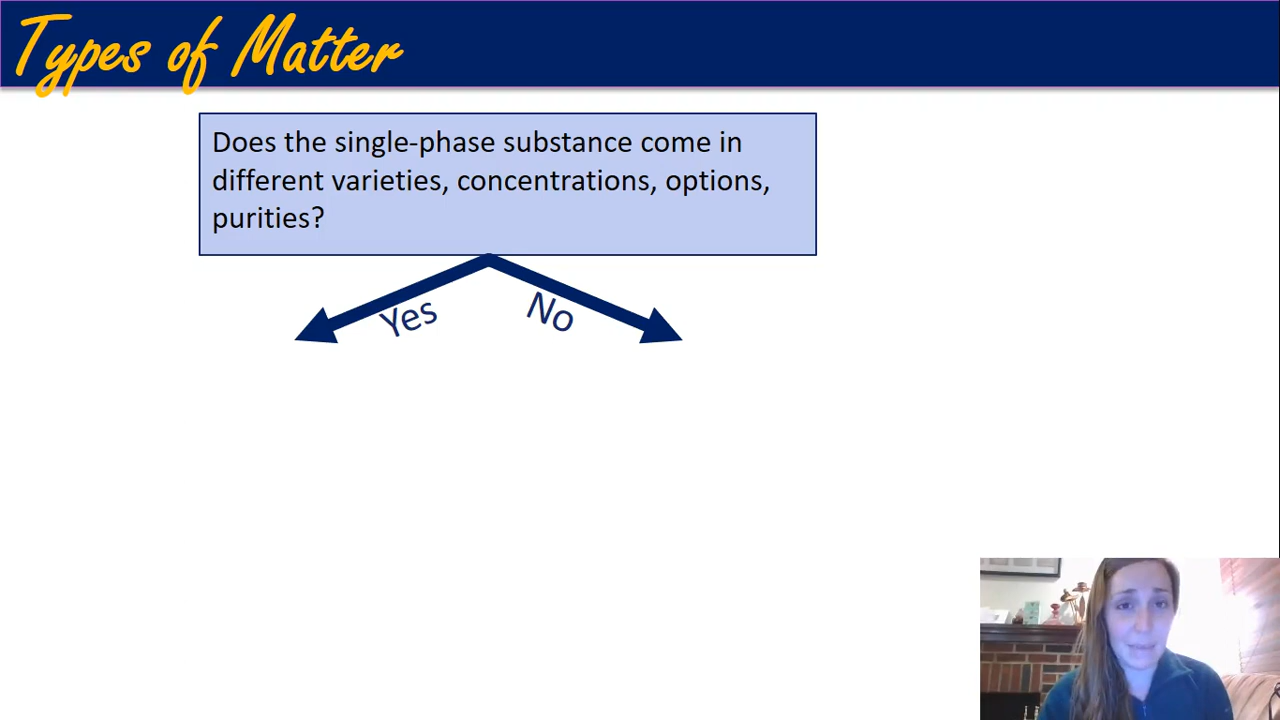 Types of Matter
Does the single-phase substance come in
different varieties, concentrations, options,
purities?
Yes
No